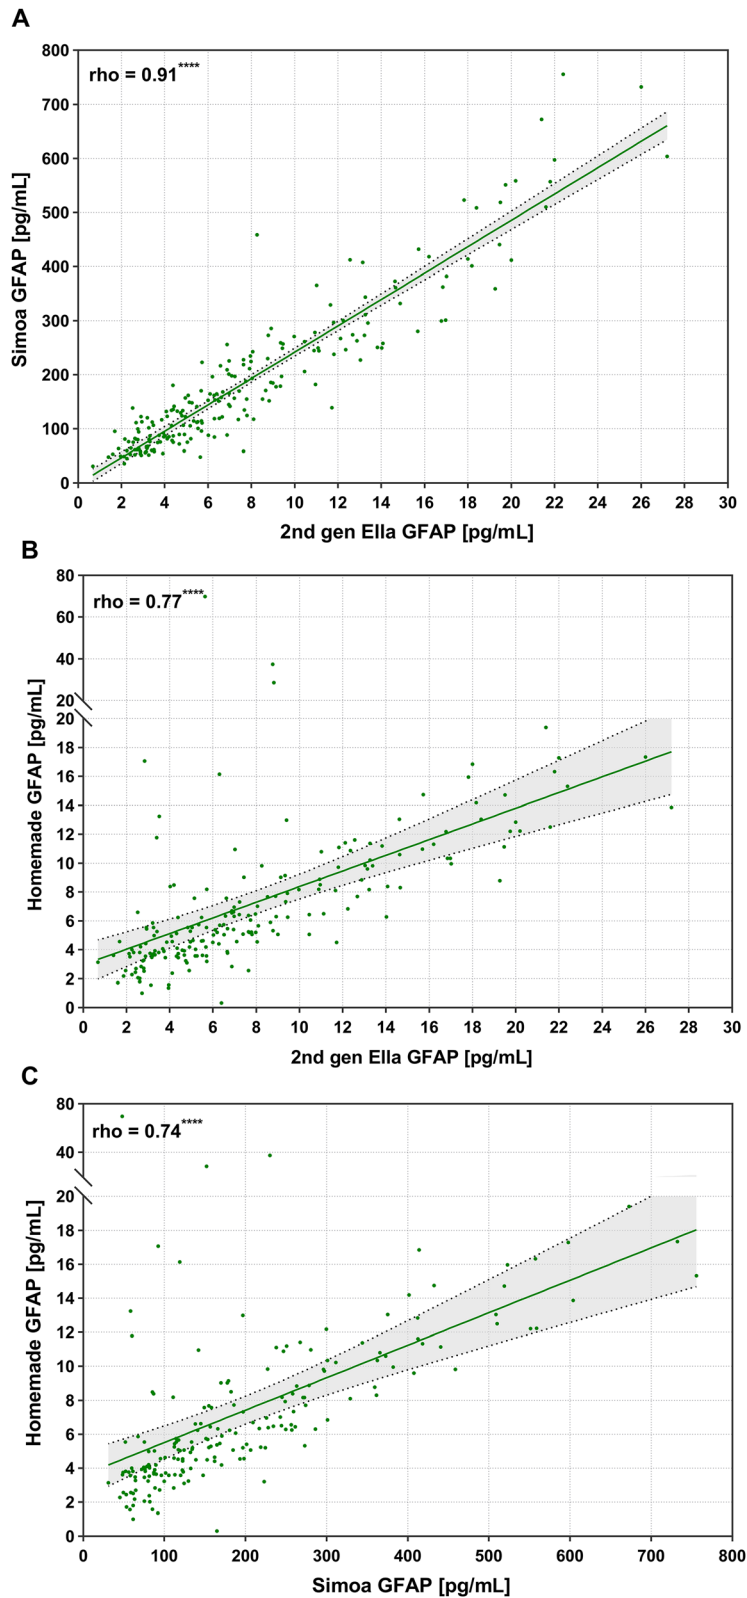 A
rho = 0.91****
800
700
600
500
400
300
200
100
0
Simoa GFAP [pg/mL]
0 2 4 6 8 10 12 14 16 18 20 22 24 26 28 30
2nd gen Ella GFAP [pg/mL]
B
rho = 0.77****
80
60
40
20
20
18
16
14
12
10
8
6
4
2
0
Homemade GFAP [pg/mL]
0 2 4 6 8 10 12 14 16 18 20 22 24 26 28 30
2nd gen Ella GFAP [pg/mL]
C
rho = 0.74****
80
40
20
18
16
14
12
10
8
6
4
2
0
Homemade GFAP [pg/mL]
0 100 200 300 400 500 600 700 800
Simoa GFAP [pg/mL]